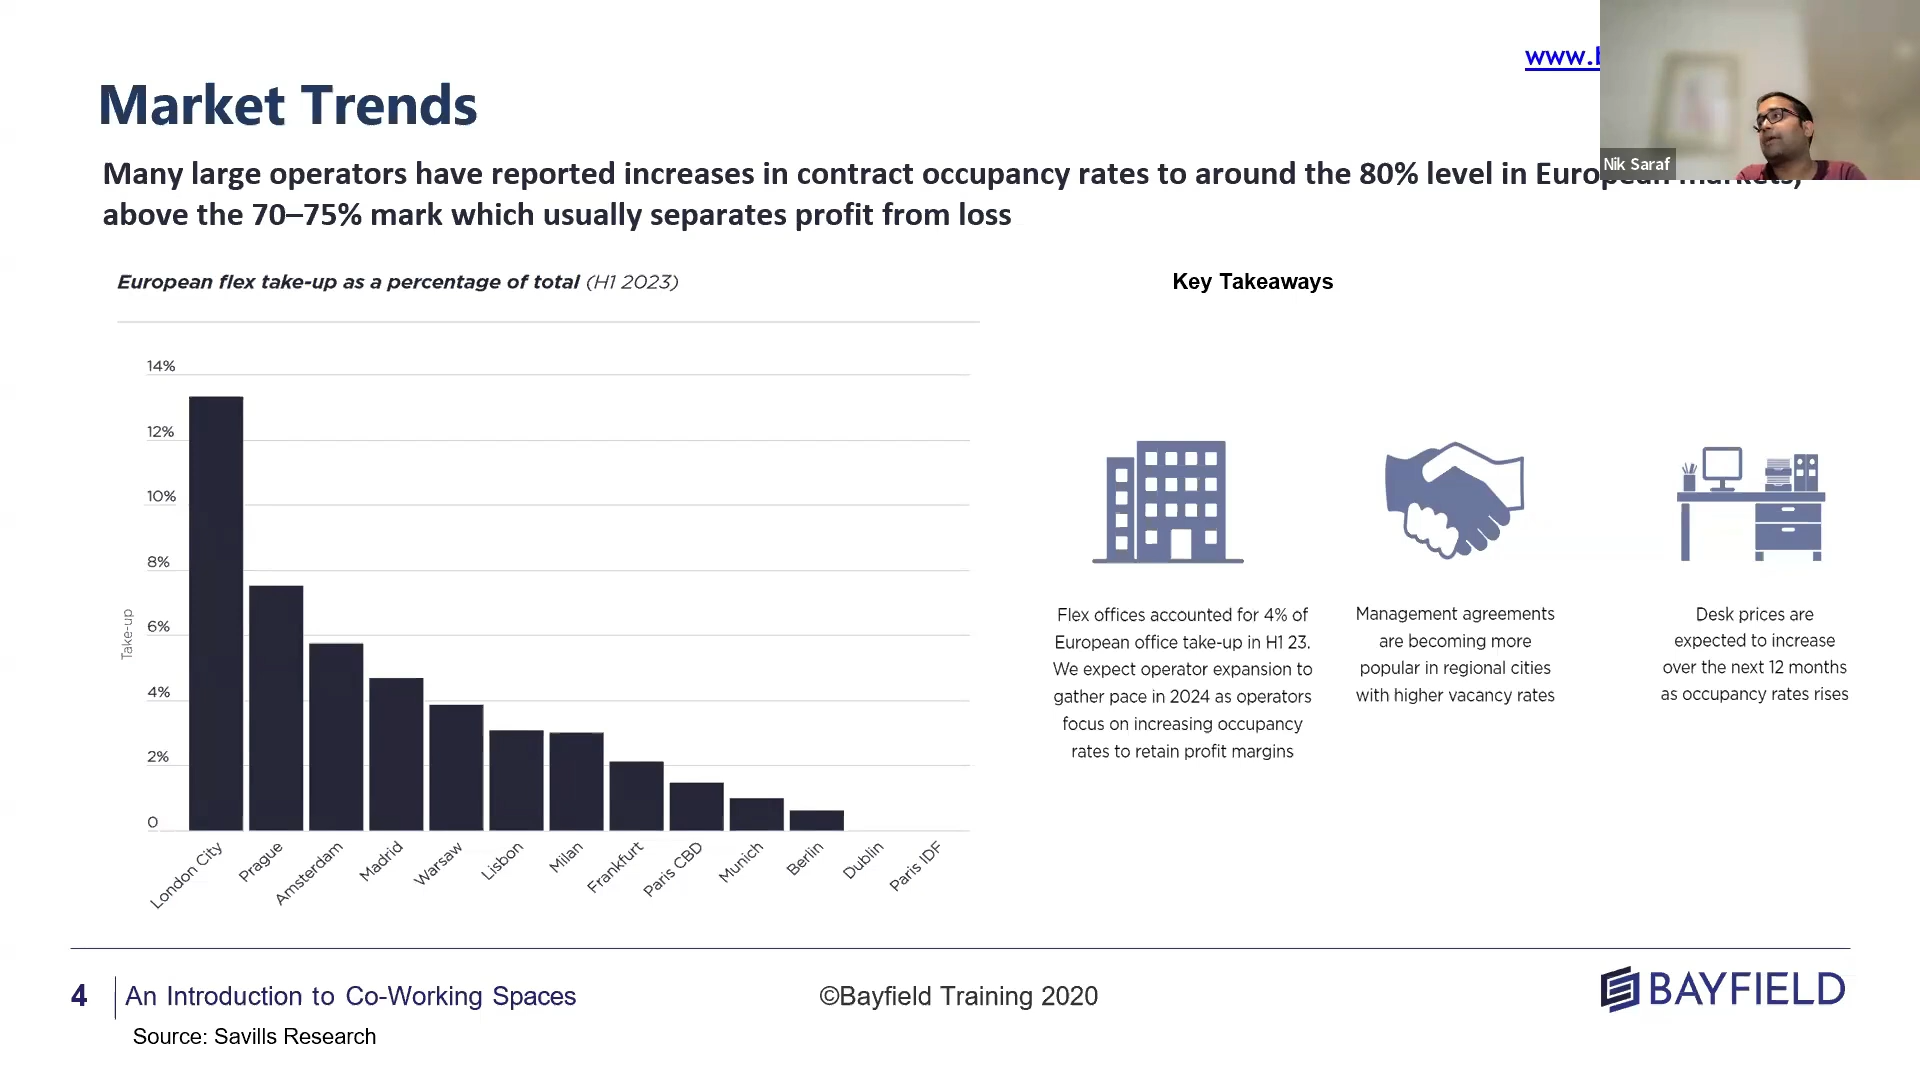 www.
Market Trends
Nik Saraf
Many large operators have reported increases in contract occupancy rates to around the 80% level in European markets,
above the 70–75% mark which usually separates profit from loss
European flex take-up as a percentage of total (H1 2023)
Key Takeaways
14%
12%
10%
8%
6%
4%
2%
0
Take-up
London City
Prague
Amsterdam
Madrid
Warsaw
Lisbon
Milan
Frankfurt
Paris CBD
Munich
Berlin
Dublin
Paris IDF
Flex offices accounted for 4% of
European office take-up in H1 23.
We expect operator expansion to
gather pace in 2024 as operators
focus on increasing occupancy
rates to retain profit margins
Management agreements
are becoming more
popular in regional cities
with higher vacancy rates
Desk prices are
expected to increase
over the next 12 months
as occupancy rates rises
4
An Introduction to Co-Working Spaces
©Bayfield Training 2020
BAYFIELD
Source: Savills Research